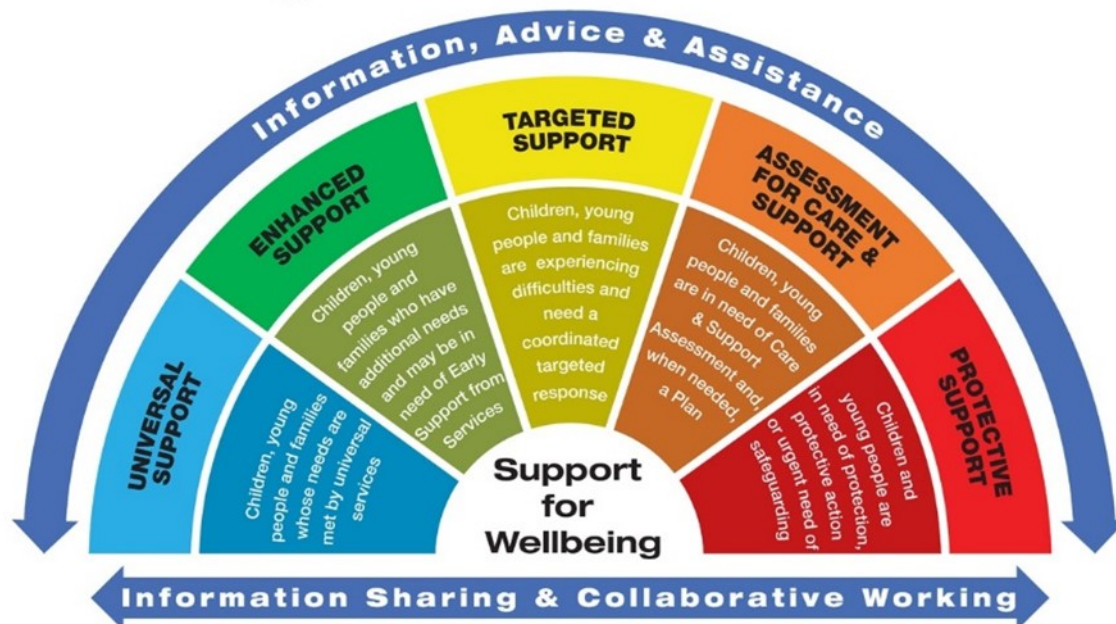 Information, Advice & Assistance
UNIVERSAL
SUPPORT
Children, young
people and families
whose needs are
met by universal
services
ENHANCED
SUPPORT
Children, young
people and
families who have
additional needs
and may be in
need of Early
Support from
Services
TARGETED
SUPPORT
Children, young
people and families
are experiencing
difficulties and
need a
coordinated
targeted
response
ASSESSMENT
FOR CARE &
SUPPORT
Children, young
people and families
are in need of Care
& Support
Assessment and,
when needed,
a Plan
PROTECTIVE
SUPPORT
Children and
young people are
in need of protection,
protective action
or urgent need of
safeguarding
Support
for
Wellbeing
Information Sharing & Collaborative Working